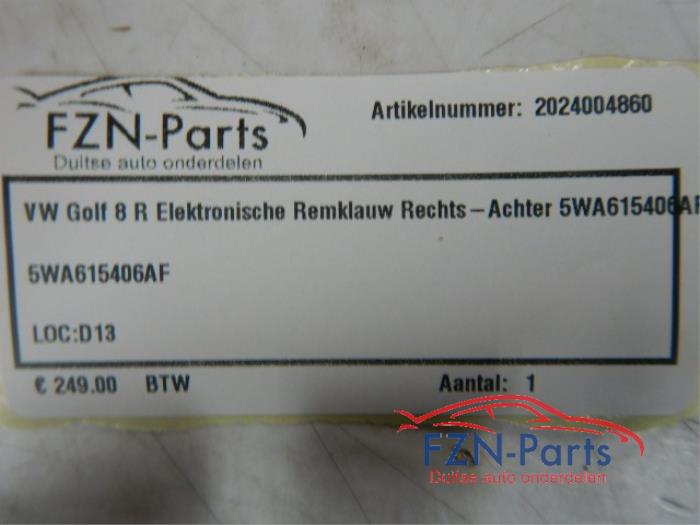 FZN-Parts
Duitse auto onderdelen
Artikelnummer: 2024004860
VW Golf 8 R Elektronische Remklauw Rechts-Achter 5WA615406AF
5WA615406AF
LOC:D13
€ 249.00 BTW Aantal: 1
FZN-Parts
Duitse auto onderdelen